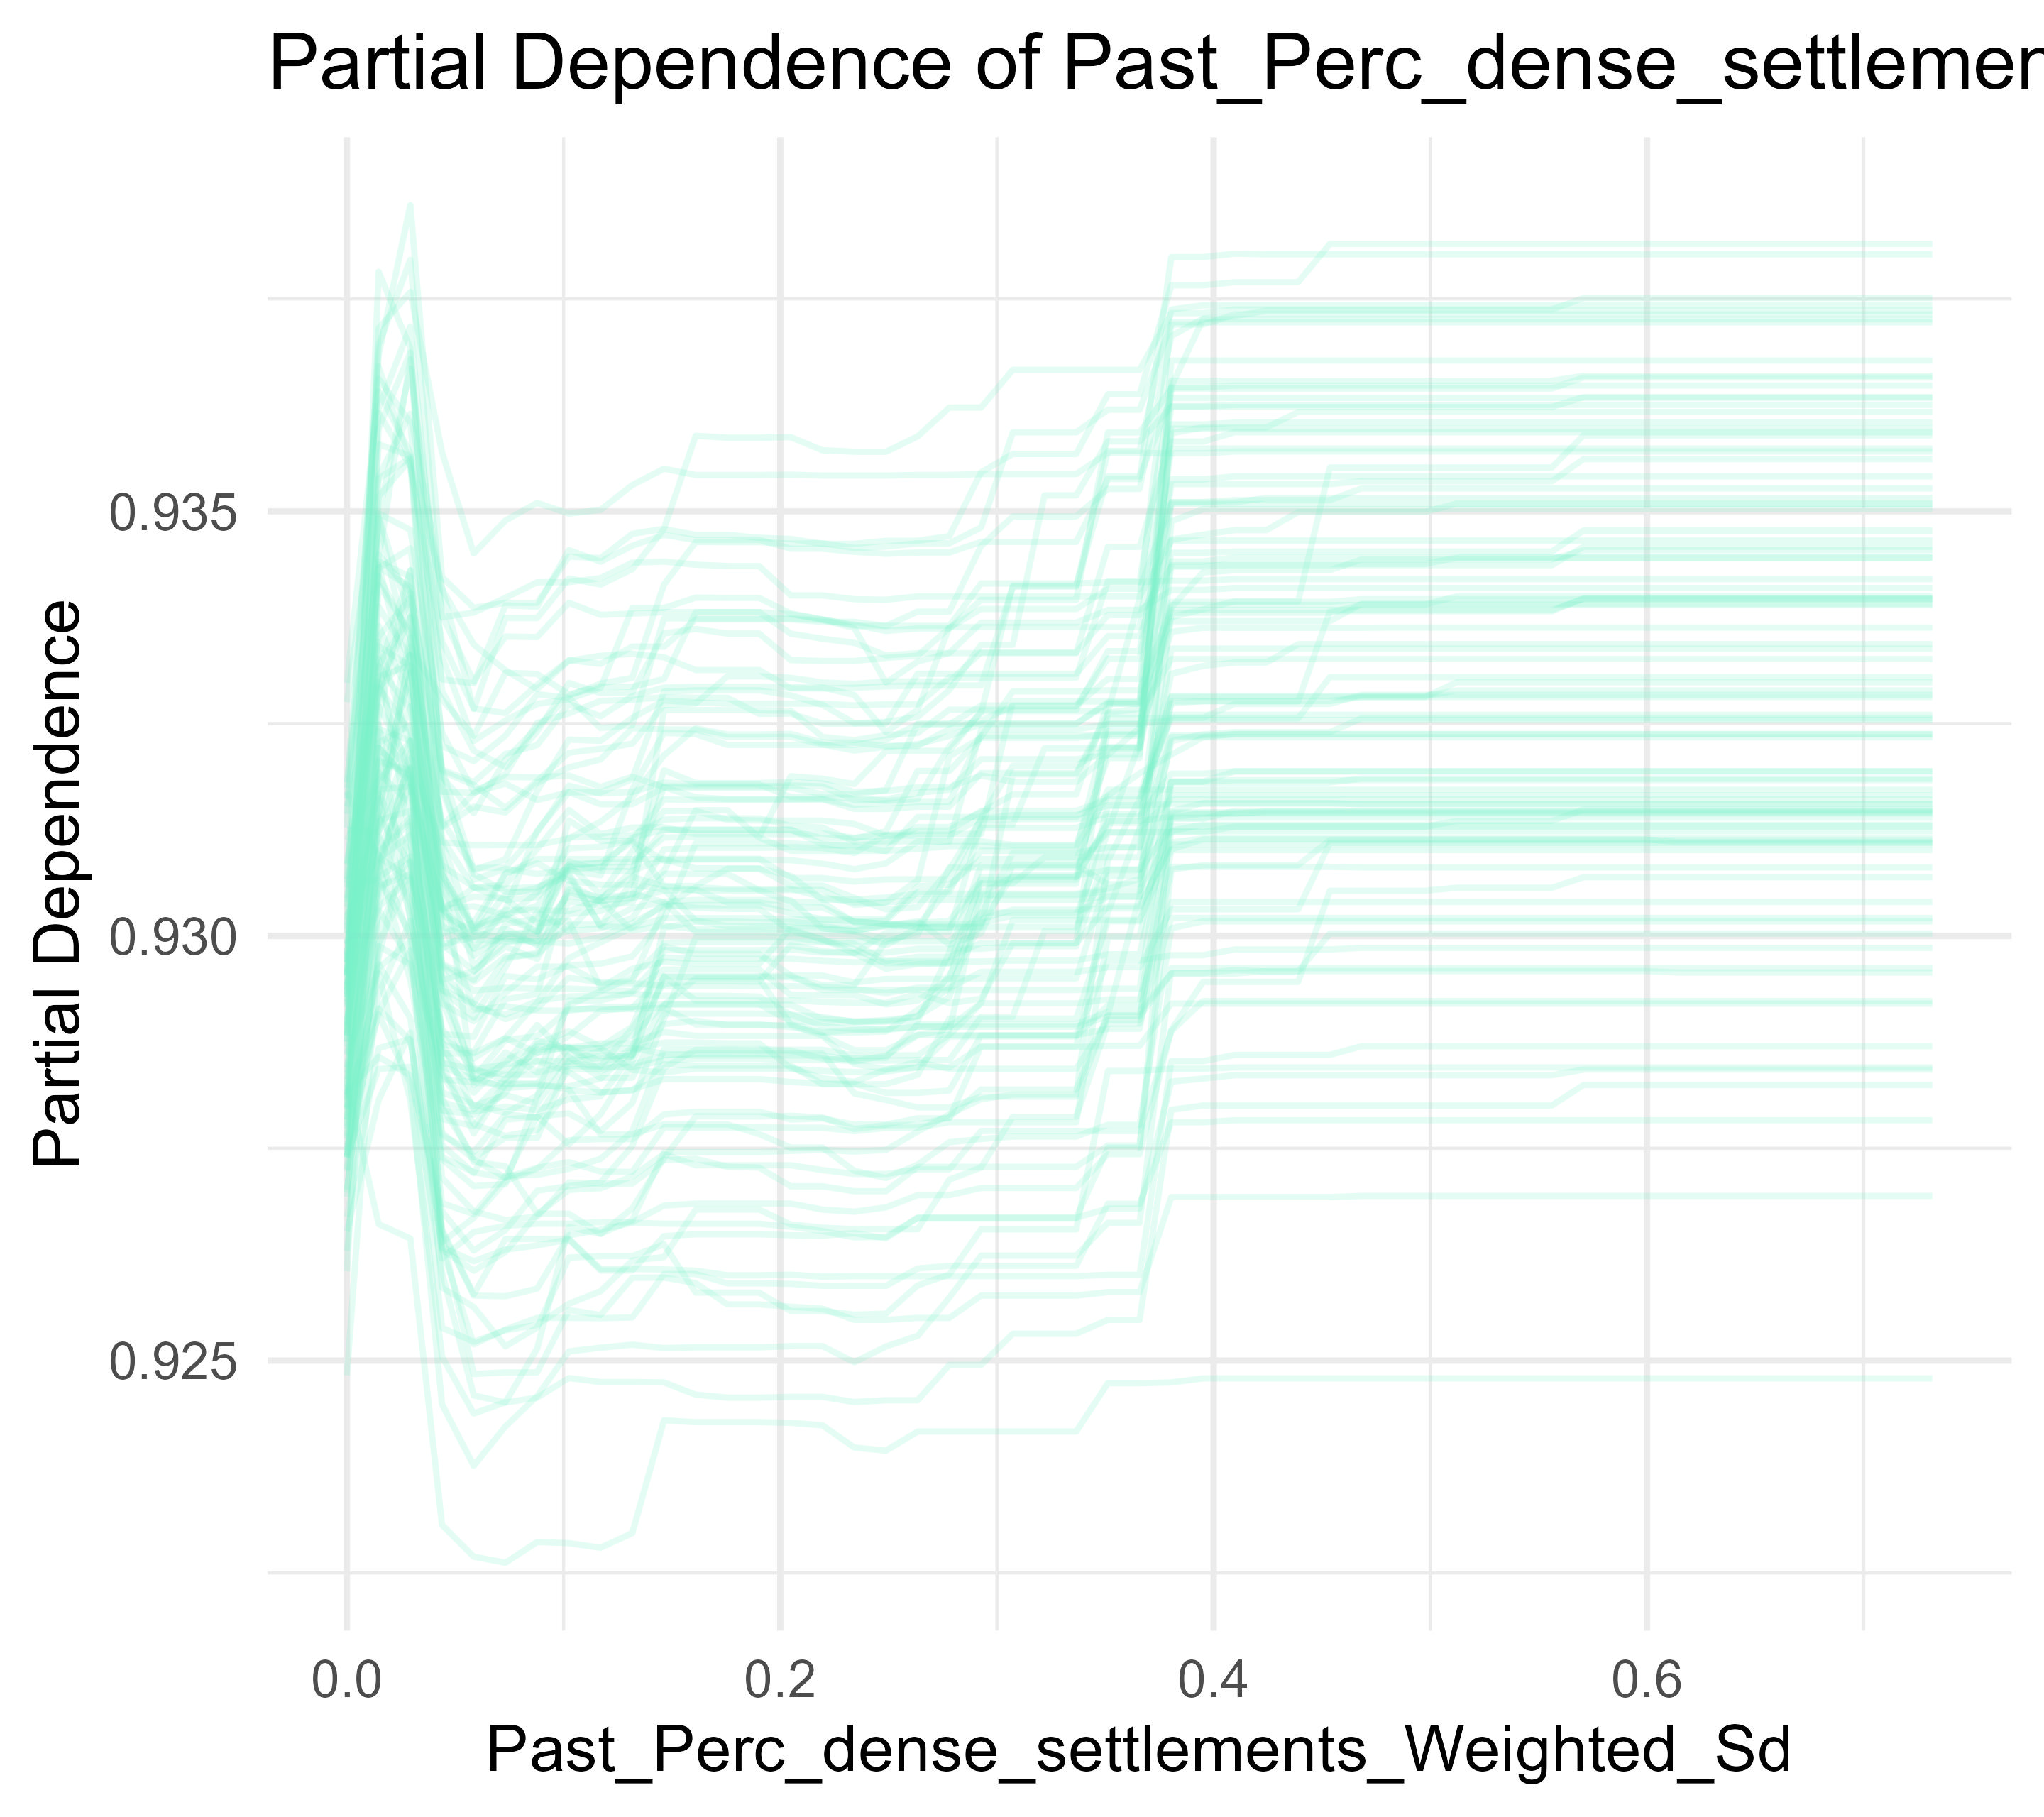 Partial Dependence of Past_Perc_dense_settlemen
Partial Dependence
0.935
0.930
0.925
0.0 0.2 0.4 0.6
Past_Perc_dense_settlements_Weighted_Sd